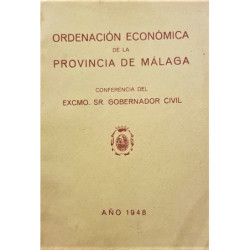 ORDENACIÓN ECONÓMICA
DE LA
PROVINCIA DE MÁLAGA
CONFERENCIA DEL
EXCMO. SR. GOBERNADOR CIVIL
AÑO 1948